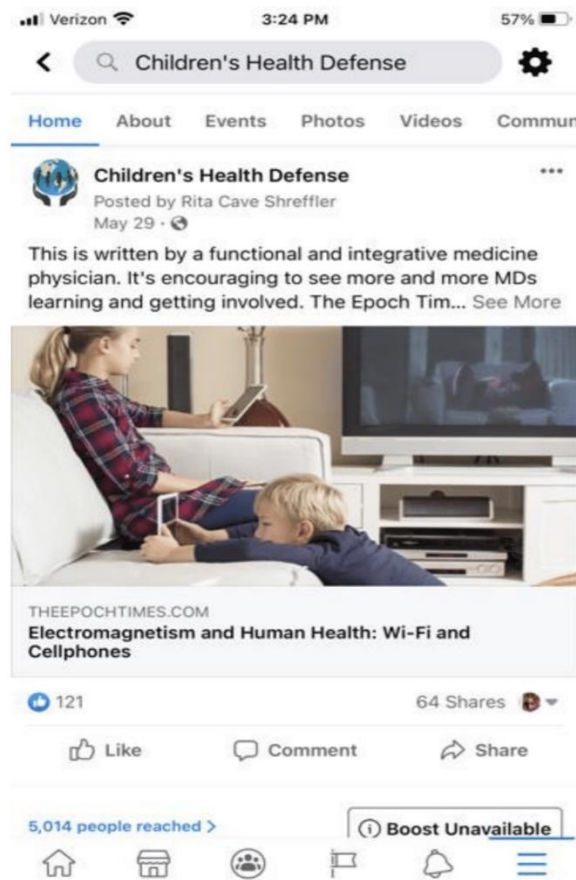 Verizon 3:24 PM 57%
Children's Health Defense
Home About Events Photos Videos Commun
Children's Health Defense
Posted by Rita Cave Shreffler
May 29 ·
This is written by a functional and integrative medicine
physician. It's encouraging to see more and more MDs
learning and getting involved. The Epoch Tim... See More
THEEPOCHTIMES.COM
Electromagnetism and Human Health: Wi-Fi and
Cellphones
121 64 Shares
Like Comment Share
5,014 people reached > Boost Unavailable